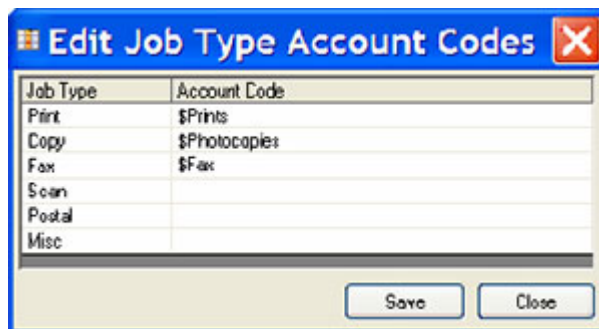 Edit Job Type Account Codes
Job Type Account Code
Print $Prints
Copy $Photocopies
Fax $Fax
Scan
Postal
Misc
Save Close